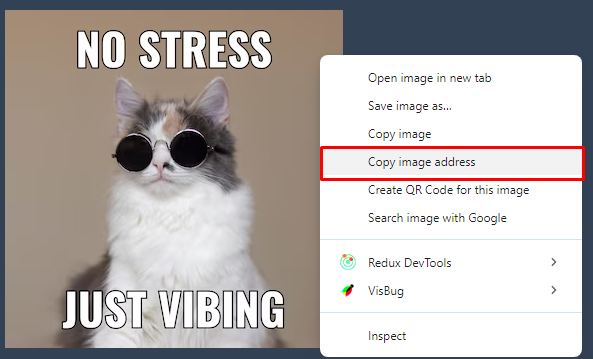 NO STRESS
JUST VIBING
Open image in new tab
Save image as...
Copy image
Copy image address
Create QR Code for this image
Search image with Google
Redux DevTools
VisBug
Inspect